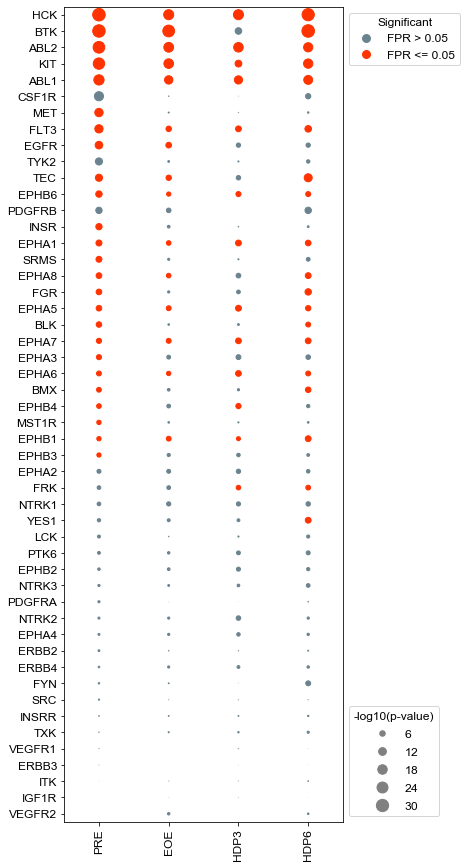 HCK
BTK
ABL2
KIT
ABL1
CSF1R
MET
FLT3
EGFR
TYK2
TEC
EPHB6
PDGFRB
INSR
EPHA1
SRMS
EPHA8
FGR
EPHA5
BLK
EPHA7
EPHA3
EPHA6
BMX
EPHB4
MST1R
EPHB1
EPHB3
EPHA2
FRK
NTRK1
YES1
LCK
PTK6
EPHB2
NTRK3
PDGFRA
NTRK2
EPHA4
ERBB2
ERBB4
FYN
SRC
INSRR
TXK
VEGFR1
ERBB3
ITK
IGF1R
VEGFR2
PRE
EOE
HDP3
HDP6
Significant
FPR > 0.05
FPR <= 0.05
-log10(p-value)
6
12
18
24
30